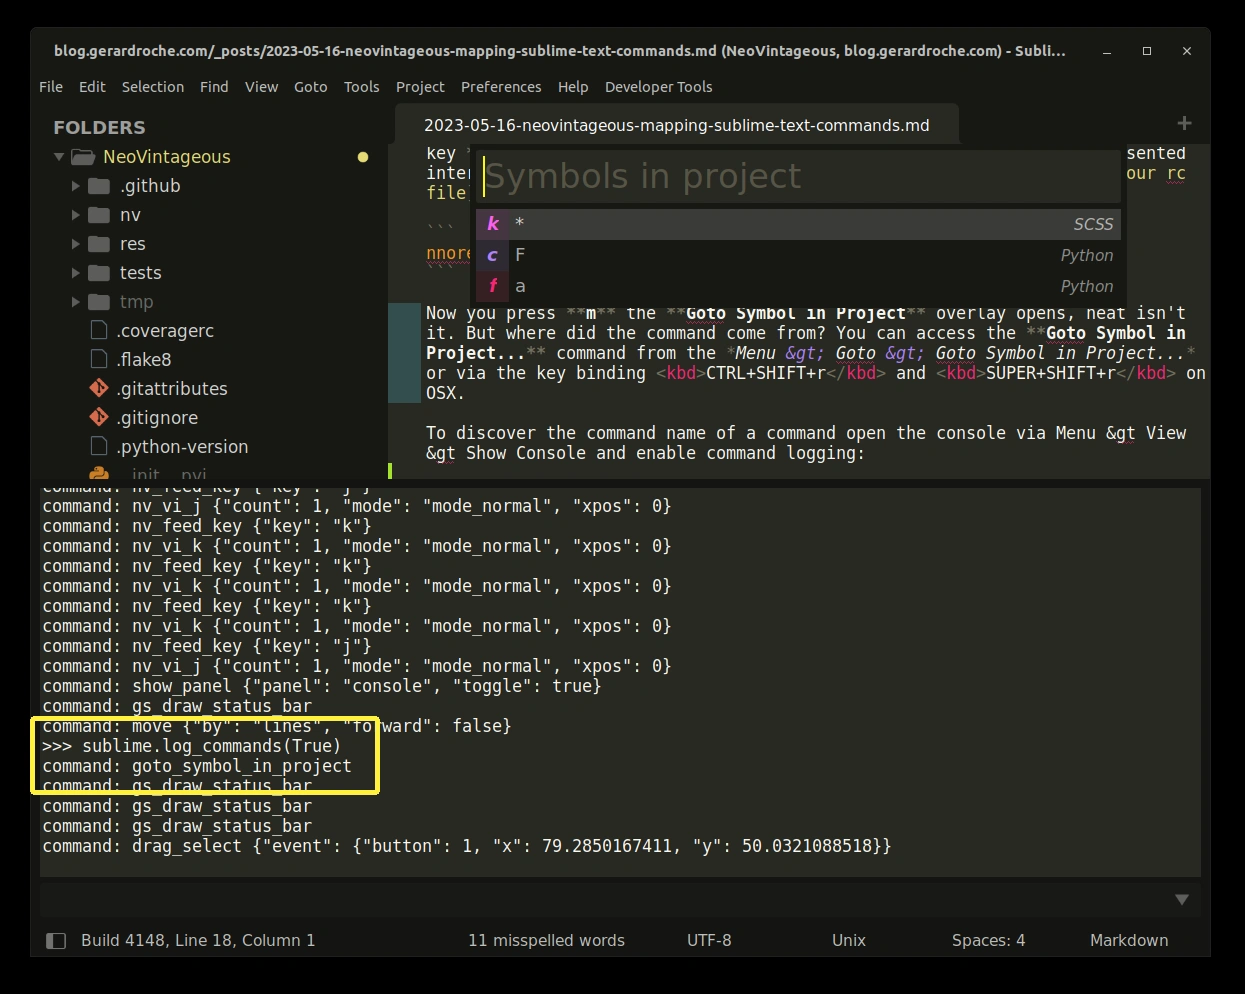 blog.gerardroche.com/_posts/2023-05-16-neovintageous-mapping-sublime-text-commands.md (NeoVintageous, blog.gerardroche.com) - Subli...
File Edit Selection Find View Goto Tools Project Preferences Help Developer Tools
FOLDERS
NeoVintageous
.github
nv
res
tests
tmp
.coveragerc
.flake8
.gitattributes
.gitignore
.python-version
2023-05-16-neovintageous-mapping-sublime-text-commands.md
+
key
sented
our rc
file
Symbols in project
k * SCSS
c F Python
f a Python
```
nnore
```
Now you press **m** the **Goto Symbol in Project** overlay opens, neat isn't
it. But where did the command come from? You can access the **Goto Symbol in
Project...** command from the *Menu &gt; Goto &gt; Goto Symbol in Project...*
or via the key binding <kbd>CTRL+SHIFT+r</kbd> and <kbd>SUPER+SHIFT+r</kbd> on
OSX.
To discover the command name of a command open the console via Menu &gt View
&gt Show Console and enable command logging:
command: nv_feed_key {"key": "j"}
command: nv_vi_j {"count": 1, "mode": "mode_normal", "xpos": 0}
command: nv_feed_key {"key": "k"}
command: nv_vi_k {"count": 1, "mode": "mode_normal", "xpos": 0}
command: nv_feed_key {"key": "k"}
command: nv_vi_k {"count": 1, "mode": "mode_normal", "xpos": 0}
command: nv_feed_key {"key": "k"}
command: nv_vi_k {"count": 1, "mode": "mode_normal", "xpos": 0}
command: nv_feed_key {"key": "j"}
command: nv_vi_j {"count": 1, "mode": "mode_normal", "xpos": 0}
command: show_panel {"panel": "console", "toggle": true}
command: gs_draw_status_bar
command: move {"by": "lines", "forward": false}
>>> sublime.log_commands(True)
command: goto_symbol_in_project
command: gs_draw_status_bar
command: gs_draw_status_bar
command: gs_draw_status_bar
command: drag_select {"event": {"button": 1, "x": 79.2850167411, "y": 50.0321088518}}
Build 4148, Line 18, Column 1 11 misspelled words UTF-8 Unix Spaces: 4 Markdown